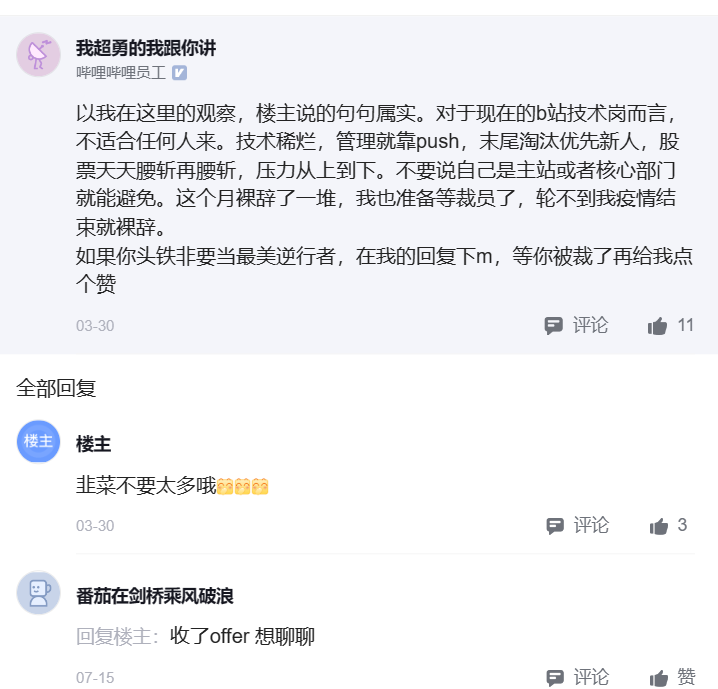 我超勇的我跟你讲
哔哩哔哩员工
以我在这里的观察，楼主说的句句属实。对于现在的b站技术岗而言，
不适合任何人来。技术稀烂，管理就靠push，末尾淘汰优先新人，股
票天天腰斩再腰斩，压力从上到下。不要说自己是主站或者核心部门
就能避免。这个月裸辞了一堆，我也准备等裁员了，轮不到我疫情结
束就裸辞。
如果你头铁非要当最美逆行者，在我的回复下m，等你被裁了再给我点
个赞
03-30 评论 11
全部回复
楼主
楼主
韭菜不要太多哦🤗🤗🤗
03-30 评论 3
番茄在剑桥乘风破浪
回复楼主：收了offer 想聊聊
07-15 评论 赞